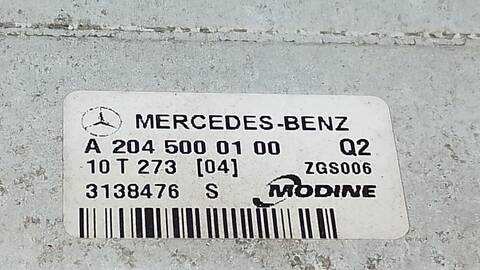 MERCEDES-BENZ
A 204 500 01 00 Q2
10 T 273 [04] ZGS006
3138476 S MODINE